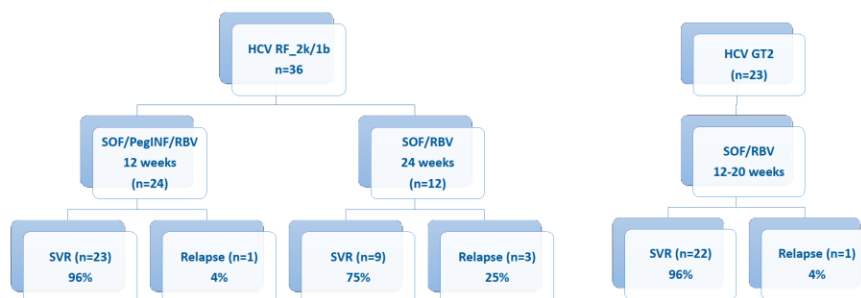 HCV RF_2k/1b
n=36
HCV GT2
(n=23)
SOF/PegINF/RBV
12 weeks
(n=24)
SOF/RBV
24 weeks
(n=12)
SOF/RBV
12-20 weeks
SVR (n=23)
96%
Relapse (n=1)
4%
SVR (n=9)
75%
Relapse (n=3)
25%
SVR (n=22)
96%
Relapse (n=1)
4%